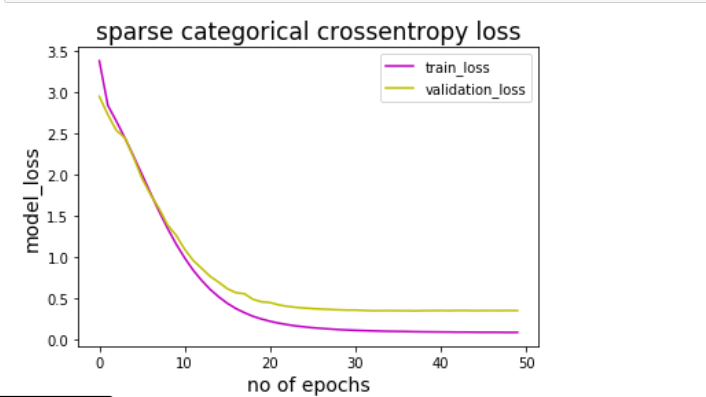 sparse categorical crossentropy loss
3.5
3.0
2.5
2.0
1.5
1.0
0.5
0.0
model_loss
train_loss
validation_loss
0 10 20 30 40 50
no of epochs